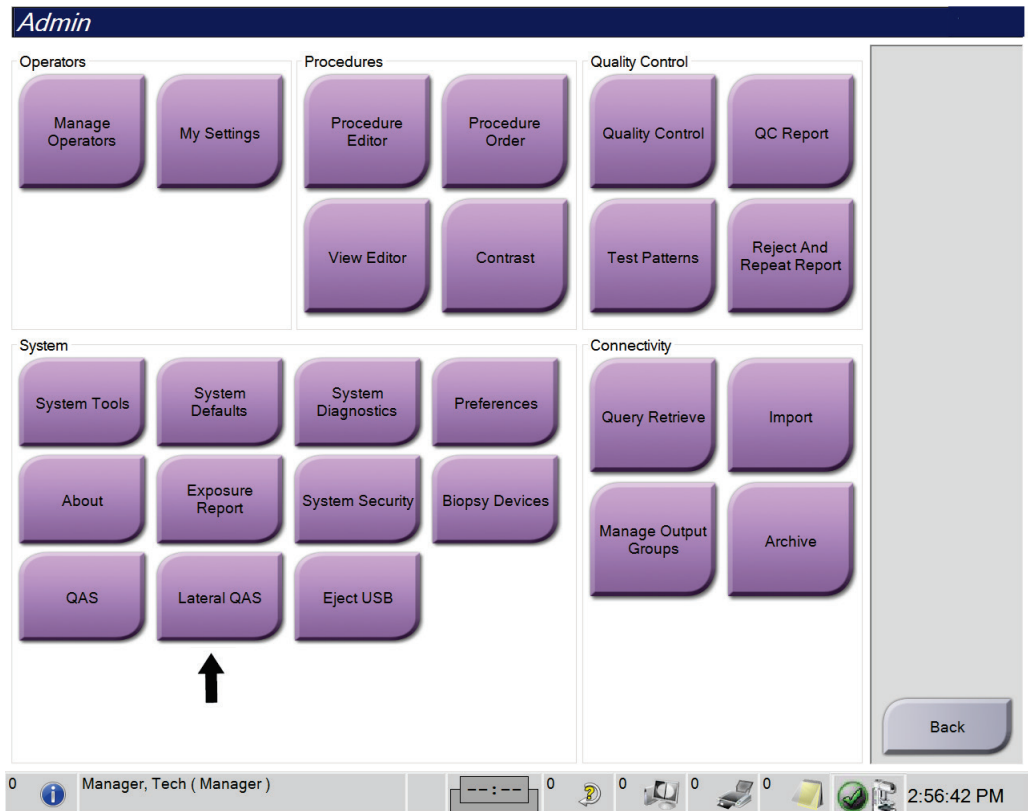 Admin
Operators
Manage
Operators
My Settings
Procedures
Procedure
Editor
Procedure
Order
View Editor
Contrast
Quality Control
Quality Control
QC Report
Test Patterns
Reject And
Repeat Report
System
System Tools
System
Defaults
System
Diagnostics
Preferences
About
Exposure
Report
System Security
Biopsy Devices
QAS
Lateral QAS
Eject USB
Connectivity
Query Retrieve
Import
Manage Output
Groups
Archive
Back
0
Manager, Tech ( Manager )
--:--
0
0
0
0
2:56:42 PM